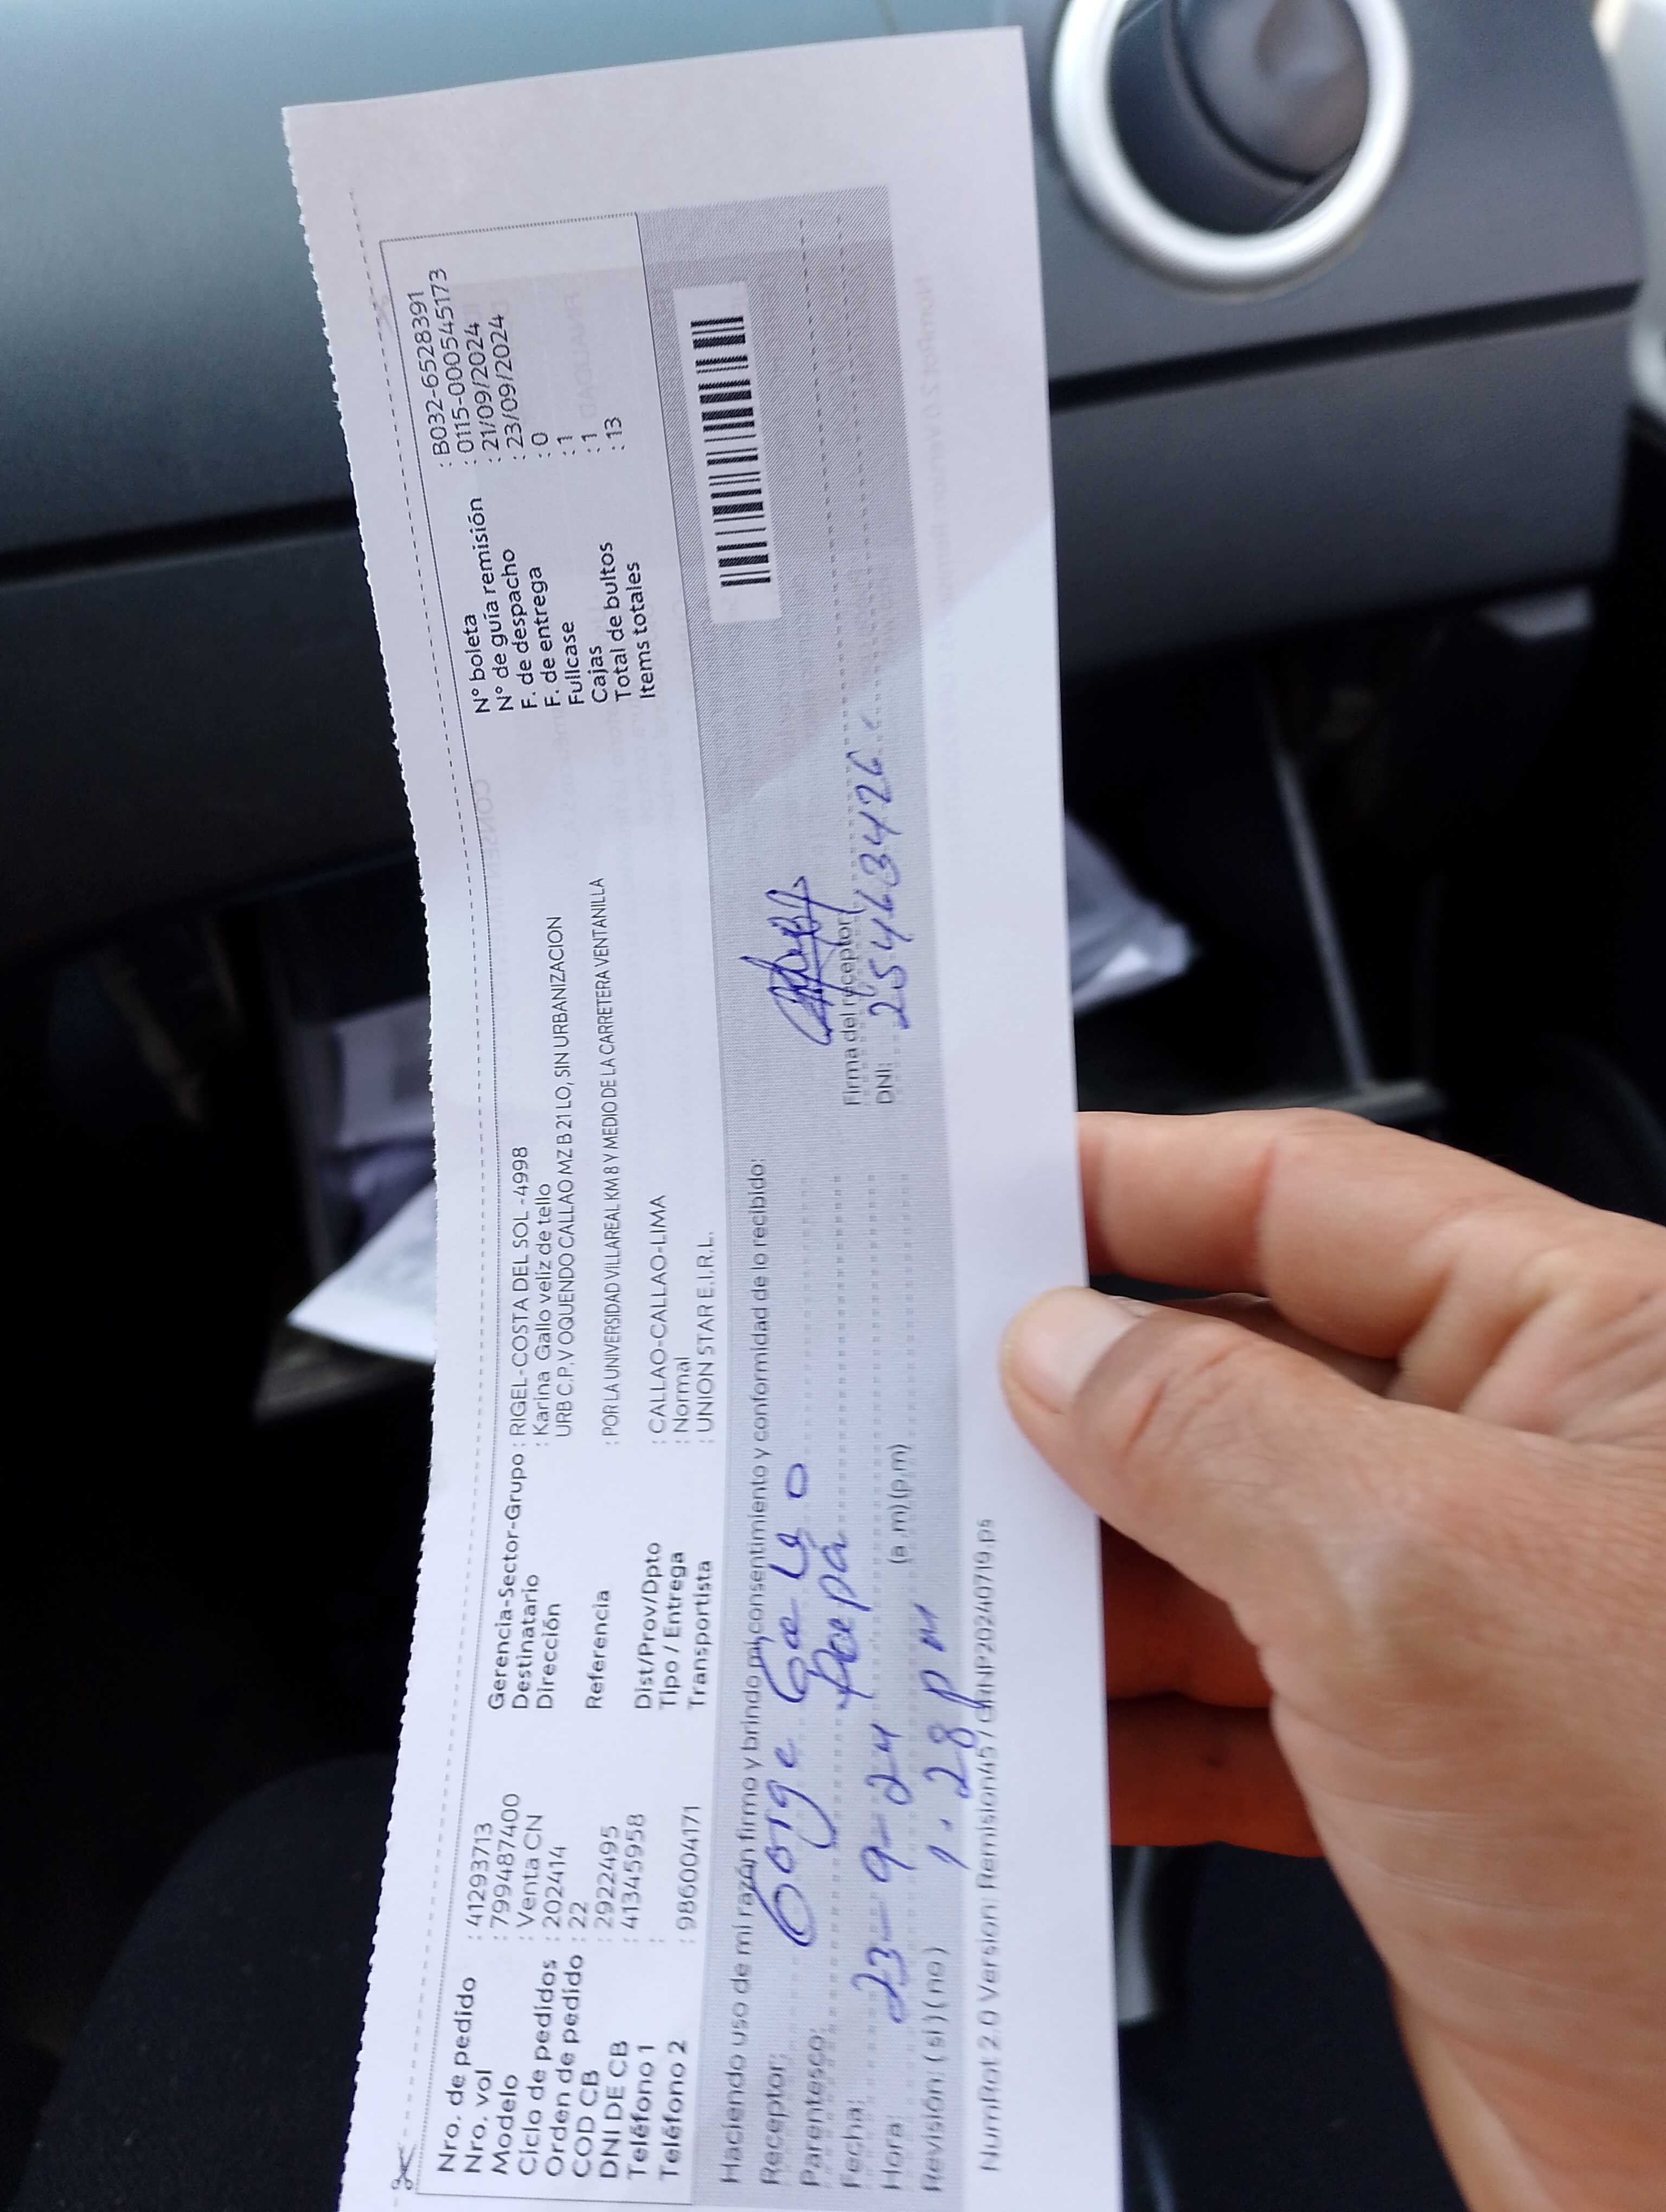 Nro. de pedido : 41293713
Nro. vol : 7994874​00
Modelo : Venta CN
Ciclo de pedidos : 202414
Orden de pedido : 22
COD CB : 2922495
DNI DE CB : 41345958
Teléfono 1 :
Teléfono 2 : 986004171
Gerencia-Sector-Grupo : RIGEL-COSTA DEL SOL -4998
Destinatario : Karina Gallo veliz de tello
Dirección URB C.P.V OQUENDO CALLAO MZ B 21 LO, SIN URBANIZACION
Referencia : POR LA UNIVERSIDAD VILLAREAL KM 8 Y MEDIO DE LA CARRETERA VENTANILLA
Dist/Prov/Dpto : CALLAO-CALLAO-LIMA
Tipo / Entrega : Normal
Transportista : UNION STAR E.I.R.L.
N° boleta : B032-6528391
N° de guía remisión : 0115-000545173
F. de despacho : 21/09/2024
F. de entrega : 23/09/2024
Fullcase : 0
Cajas : 1
Total de bultos : 1
Items totales : 13
Haciendo uso de mi razón firmo y brindo mi consentimiento y conformidad de lo recibido:
Receptor: Gorge Gallo
Parentesco: papa
Fecha: 23-9-24
Hora: 1.28 pm (a.m)(p.m)
Revisión: (si) (no)
Firma del receptor
DNI: 25463426
NumRot 2.0 Version: Remision45 / GRNP20240719.ps